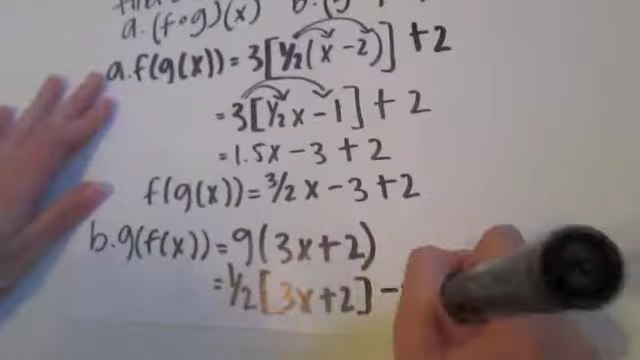 a. (f∘g)(x) b. (g
a. f(g(x)) = 3[½(x-2)] + 2
= 3[½x - 1] + 2
= 1.5x - 3 + 2
f(g(x)) = 3/2 x - 3 + 2
b. g(f(x)) = g(3x+2)
= ½[3x+2] -